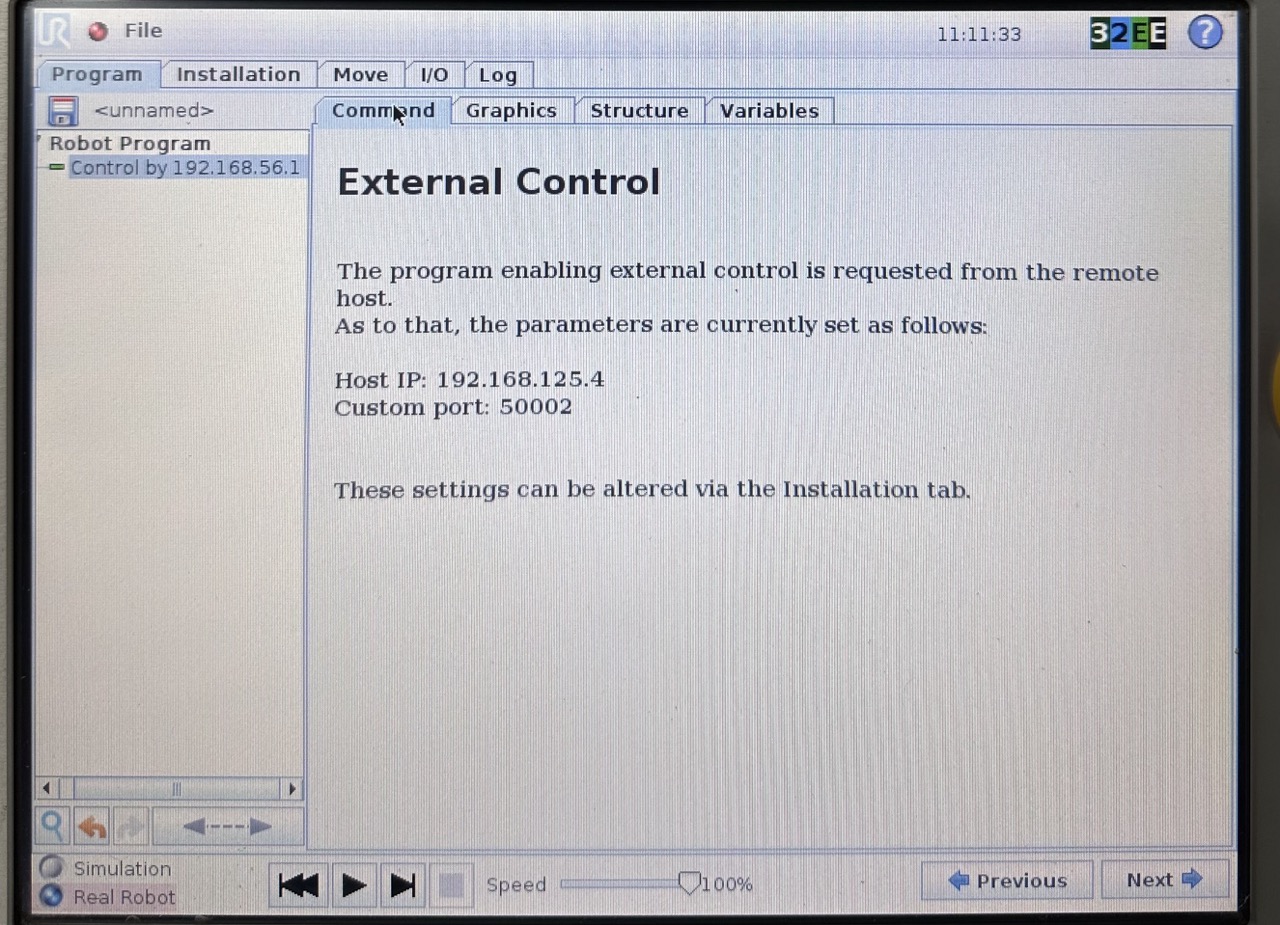 UR File 11:11:33 32EE ?
Program Installation Move I/O Log
<unnamed> Command Graphics Structure Variables
Robot Program
Control by 192.168.56.1
External Control
The program enabling external control is requested from the remote
host.
As to that, the parameters are currently set as follows:
Host IP: 192.168.125.4
Custom port: 50002
These settings can be altered via the Installation tab.
Simulation
Real Robot
Speed 100% Previous Next